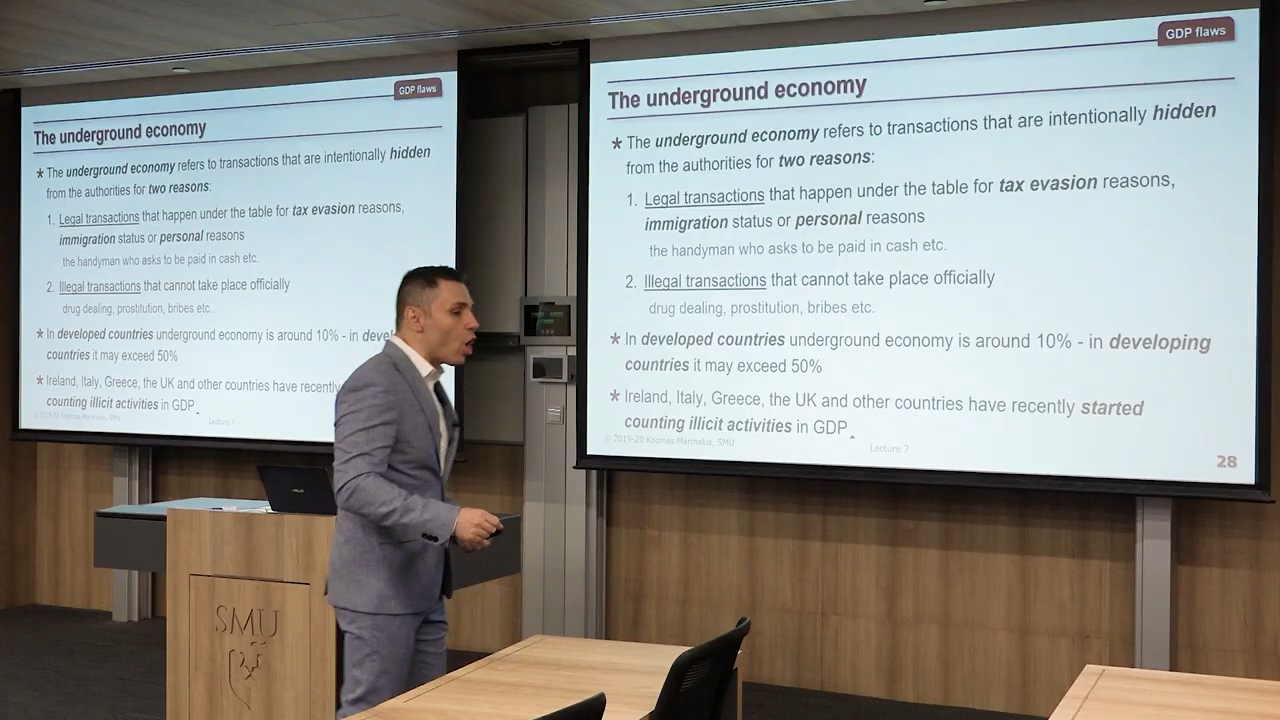 GDP flaws
The underground economy
* The underground economy refers to transactions that are intentionally hidden
from the authorities for two reasons:
1. Legal transactions that happen under the table for tax evasion reasons,
immigration status or personal reasons
the handyman who asks to be paid in cash etc.
2. Illegal transactions that cannot take place officially
drug dealing, prostitution, bribes etc.
* In developed countries underground economy is around 10% - in devel
countries it may exceed 50%
* Ireland, Italy, Greece, the UK and other countries have recently
counting illicit activities in GDP
© 2019-20 Kosmas Marinakis, SMU
Lecture 7
GDP flaws
The underground economy
* The underground economy refers to transactions that are intentionally hidden
from the authorities for two reasons:
1. Legal transactions that happen under the table for tax evasion reasons,
immigration status or personal reasons
the handyman who asks to be paid in cash etc.
2. Illegal transactions that cannot take place officially
drug dealing, prostitution, bribes etc.
* In developed countries underground economy is around 10% - in developing
countries it may exceed 50%
* Ireland, Italy, Greece, the UK and other countries have recently started
counting illicit activities in GDP
© 2019-20 Kosmas Marinakis, SMU
Lecture 7
28
SMU